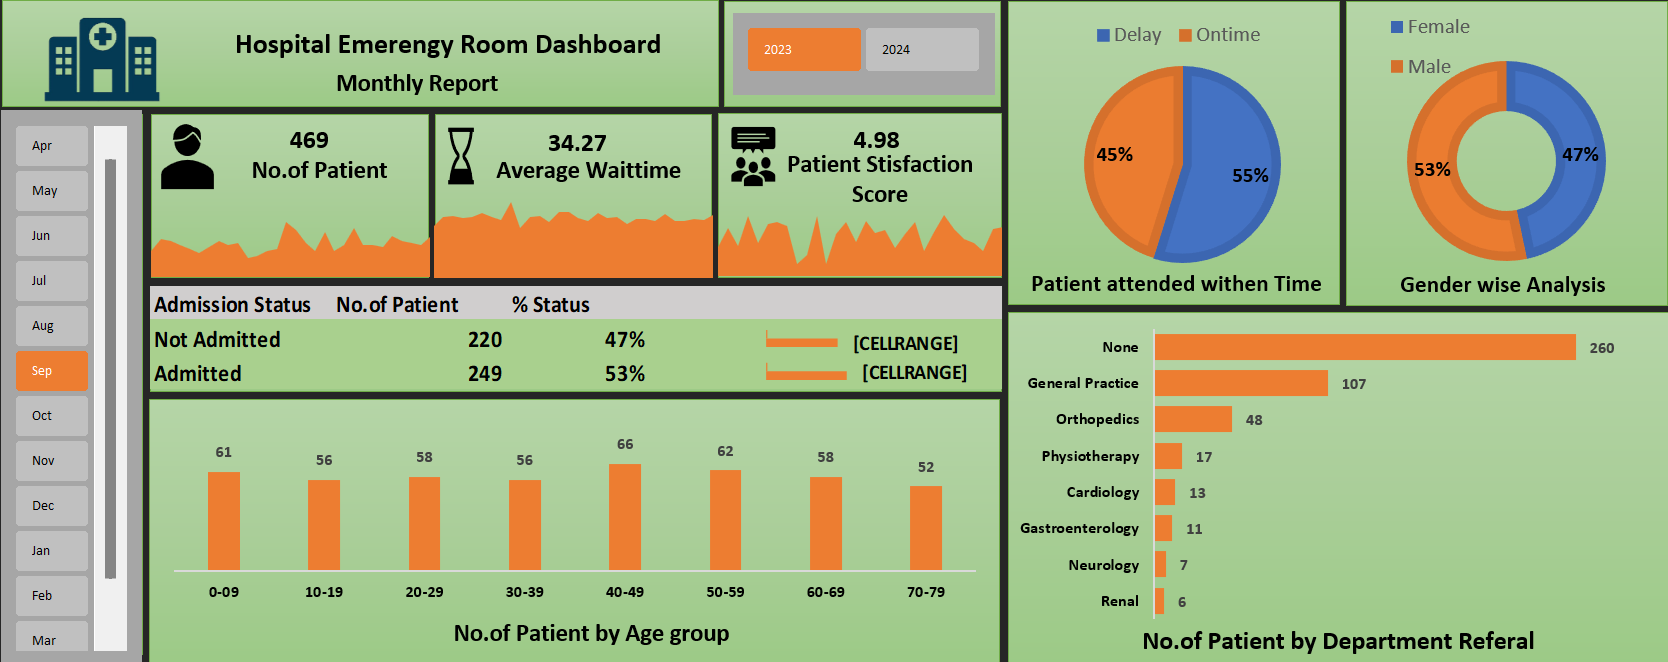 Hospital Emerengy Room Dashboard
Monthly Report
2023
2024
Apr
May
Jun
Jul
Aug
Sep
Oct
Nov
Dec
Jan
Feb
Mar
469
No.of Patient
34.27
Average Waittime
4.98
Patient Stisfaction
Score
Admission Status No.of Patient % Status
Not Admitted 220 47% [CELLRANGE]
Admitted 249 53% [CELLRANGE]
61 56 58 56 66 62 58 52
0-09 10-19 20-29 30-39 40-49 50-59 60-69 70-79
No.of Patient by Age group
Delay Ontime
45%
55%
Patient attended withen Time
Female
Male
53%
47%
Gender wise Analysis
None 260
General Practice 107
Orthopedics 48
Physiotherapy 17
Cardiology 13
Gastroenterology 11
Neurology 7
Renal 6
No.of Patient by Department Referal